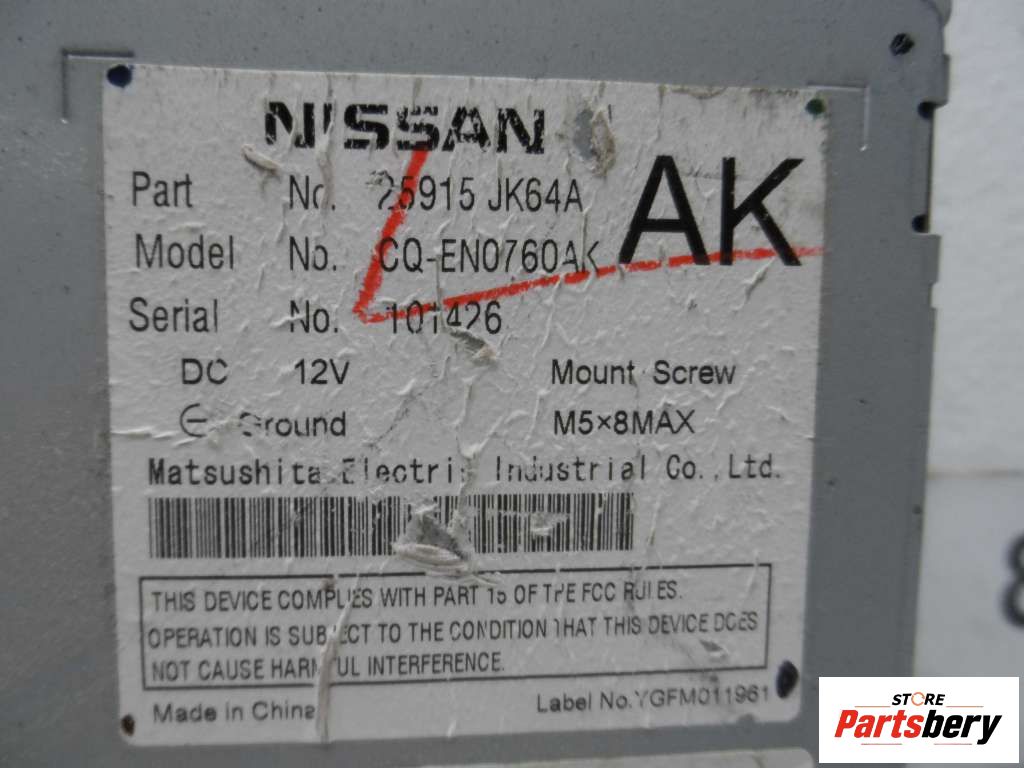 NISSAN
Part No. 25915 JK64A
AK
Model No. CQ-EN0760AK
Serial No. 101426
DC 12V Mount Screw
Ground M5×8MAX
Matsushita Electric Industrial Co.,Ltd.
THIS DEVICE COMPLIES WITH PART 15 OF THE FCC RULES.
OPERATION IS SUBJECT TO THE CONDITION THAT THIS DEVICE DOES
NOT CAUSE HARMFUL INTERFERENCE.
Made in China Label No.YGFM011961
8
STORE
Partsbery